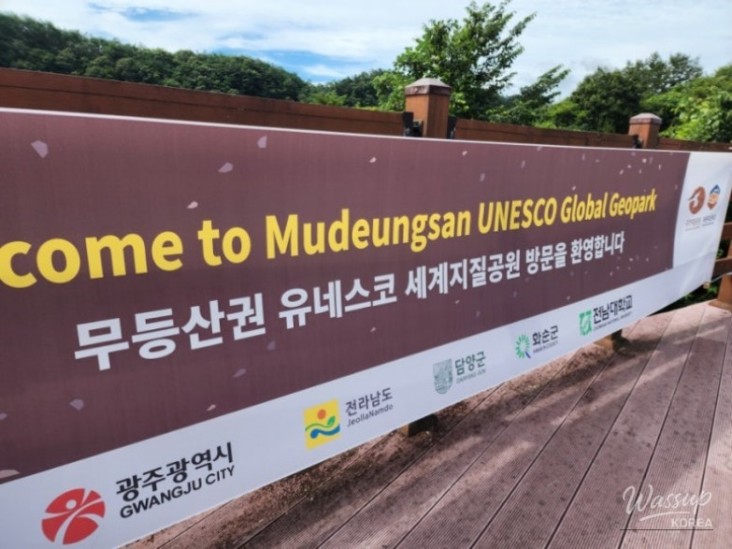 come to Mudeungsan UNESCO Global Geopark
무등산권 유네스코 세계지질공원 방문을 환영합니다
광주광역시
GWANGJU CITY
전라남도
JeollaNamdo
담양군
화순군
전남대학교
Wassup
KOREA